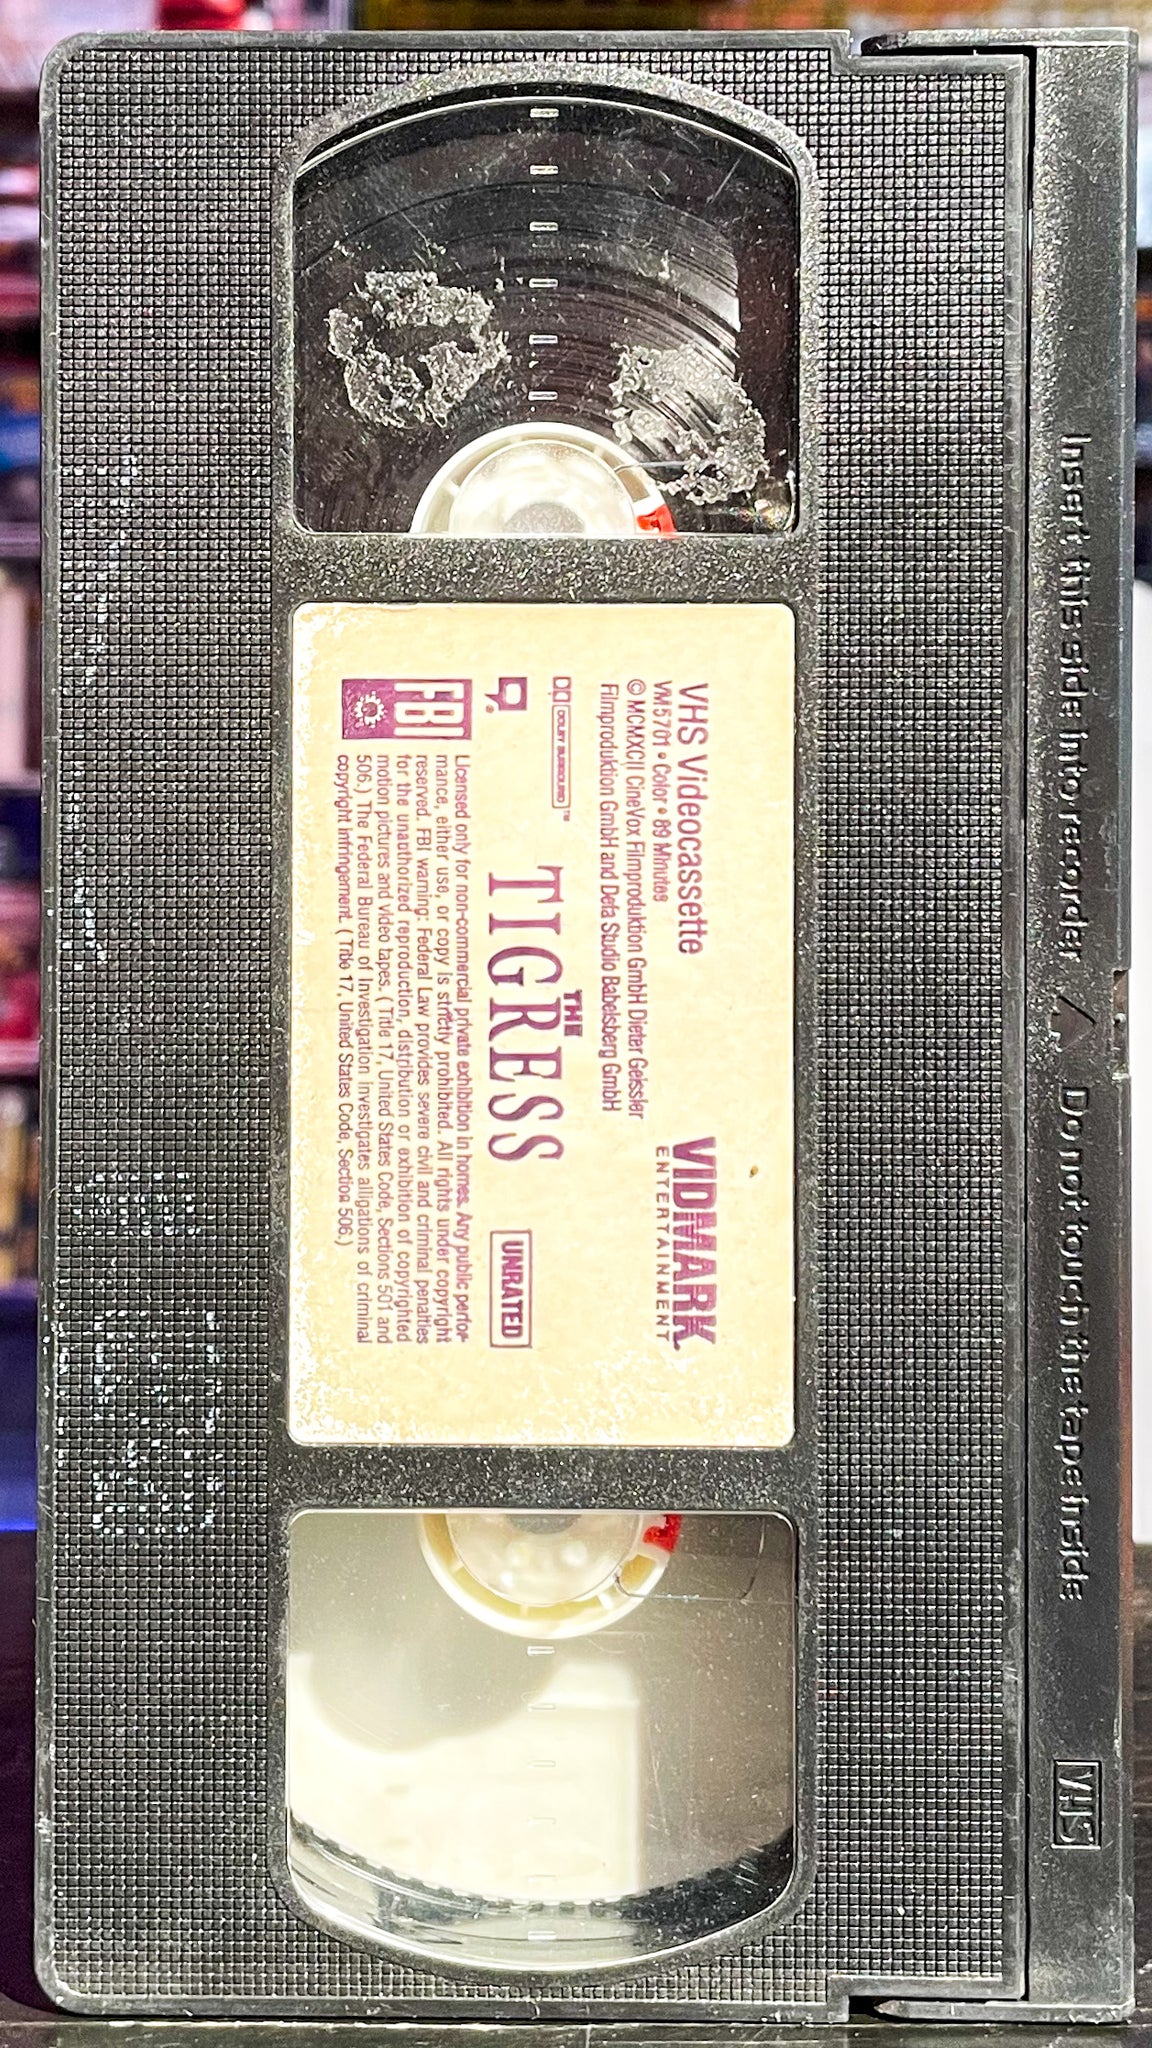 Insert this side into recorder △ Do not touch the tape inside
VHS
VHS Videocassette
VM5701 • Color • 89 Minutes
© MCMXCII CineVox Filmproduktion GmbH Dieter Geissler
Filmproduktion GmbH and Defa Studio Babelsberg GmbH
VIDMARK
ENTERTAINMENT
DOLBY SURROUND™
THE
TIGRESS
UNRATED
FBI
Licensed only for non-commercial private exhibition in homes. Any public perfor-
mance, either use, or copy is strictly prohibited. All rights under copyright
reserved. FBI warning: Federal Law provides severe civil and criminal penalties
for the unauthorized reproduction, distribution or exhibition of copyrighted
motion pictures and video tapes. ( Title 17, United States Code, Sections 501 and
506.) The Federal Bureau of Investigation investigates alligations of criminal
copyright infringement. ( Title 17, United States Code, Section 506.)